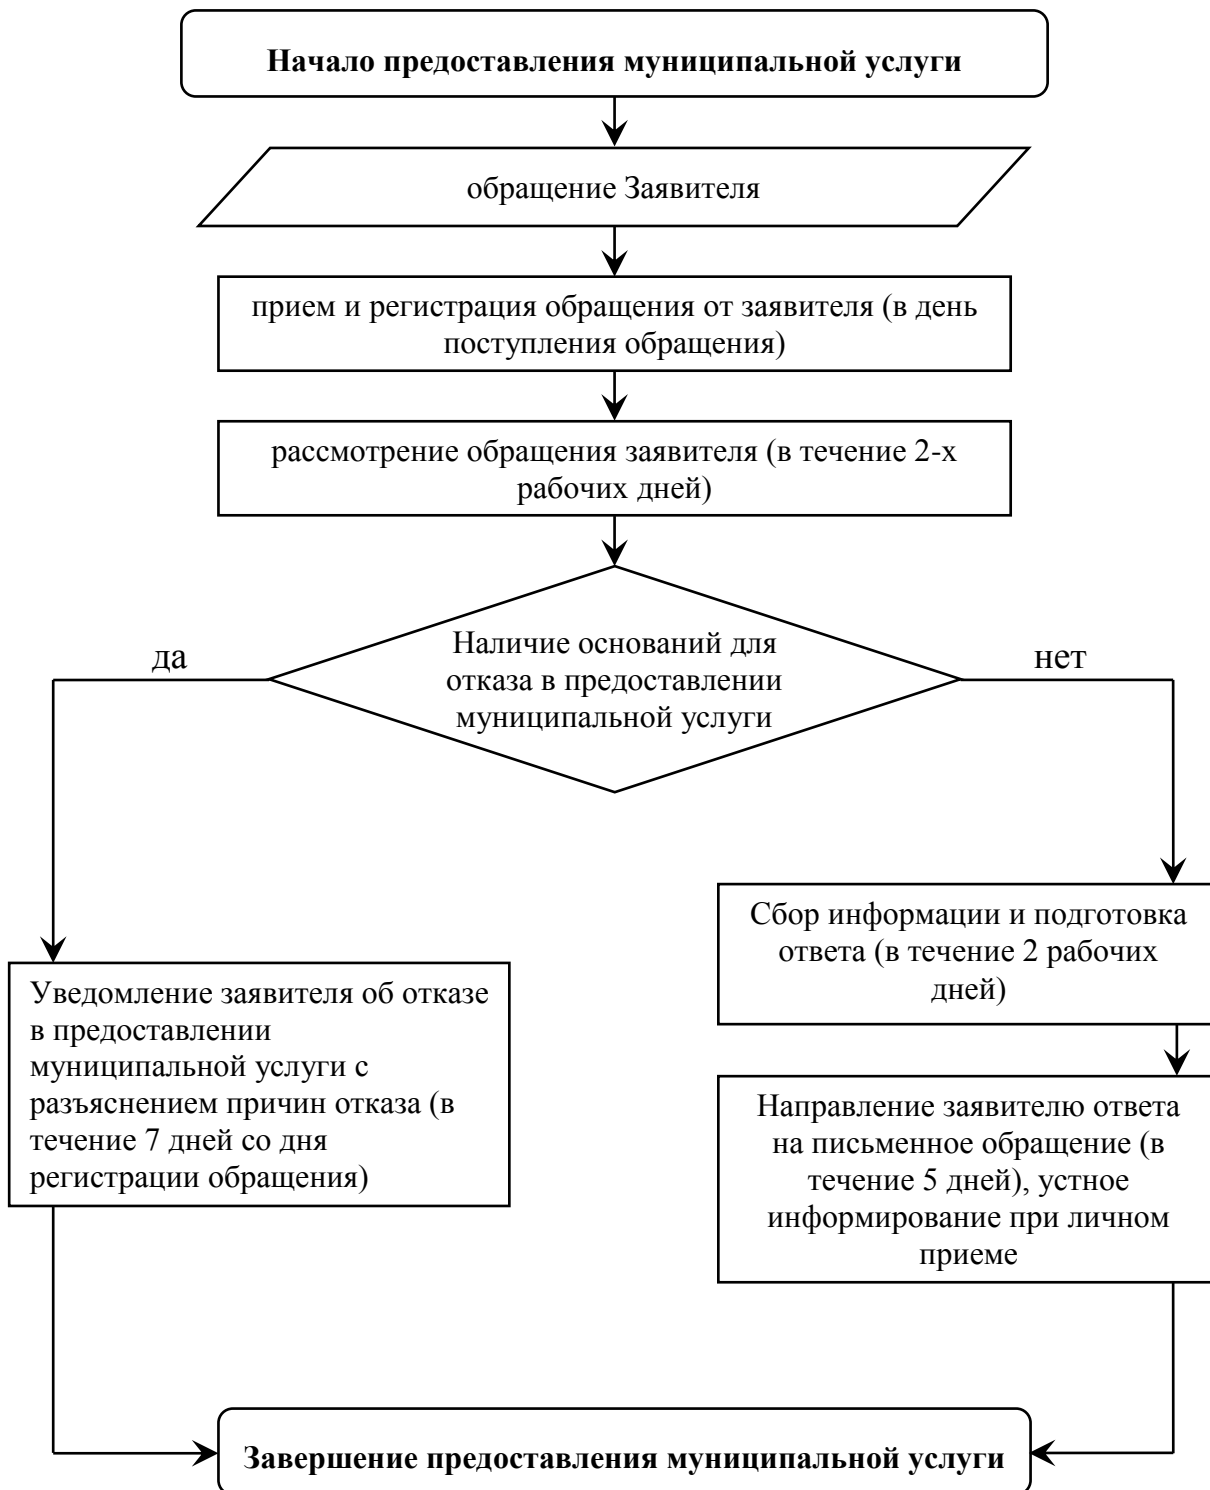 Начало предоставления муниципальной услуги
обращение Заявителя
прием и регистрация обращения от заявителя (в день
поступления обращения)
рассмотрение обращения заявителя (в течение 2-х
рабочих дней)
Наличие оснований для
отказа в предоставлении
муниципальной услуги
да
нет
Сбор информации и подготовка
ответа (в течение 2 рабочих
дней)
Уведомление заявителя об отказе
в предоставлении
муниципальной услуги с
разъяснением причин отказа (в
течение 7 дней со дня
регистрации обращения)
Направление заявителю ответа
на письменное обращение (в
течение 5 дней), устное
информирование при личном
приеме
Завершение предоставления муниципальной услуги